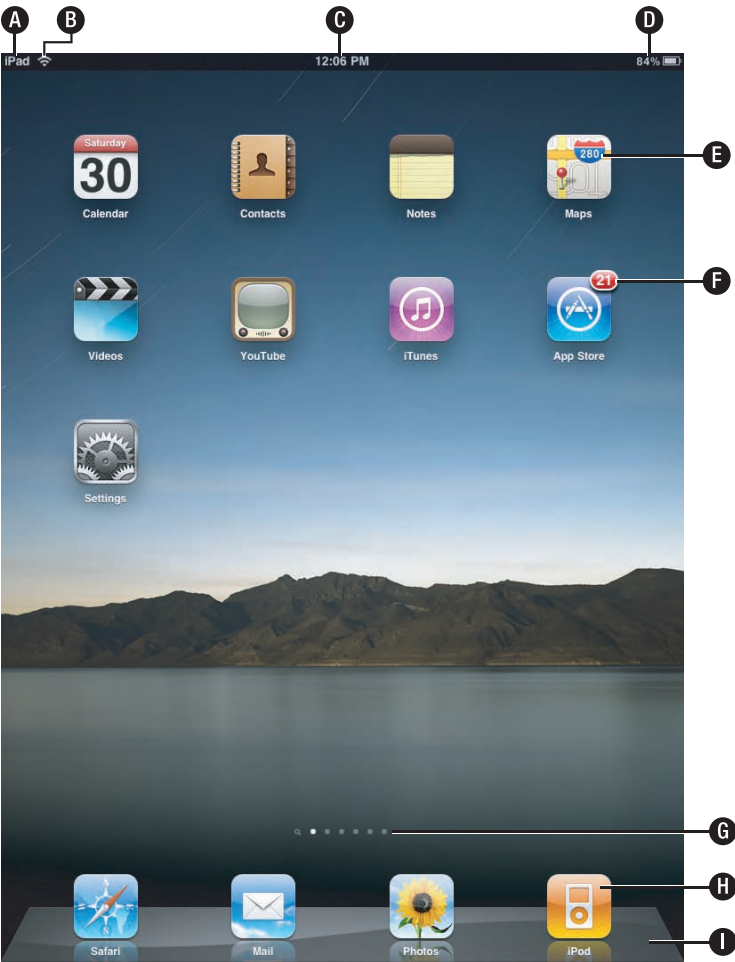 A B C D
iPad 12:06 PM 84%
Saturday
30 280 E
Calendar Contacts Notes Maps
21 F
Videos YouTube iTunes App Store
Settings
G
H
I
Safari Mail Photos iPod